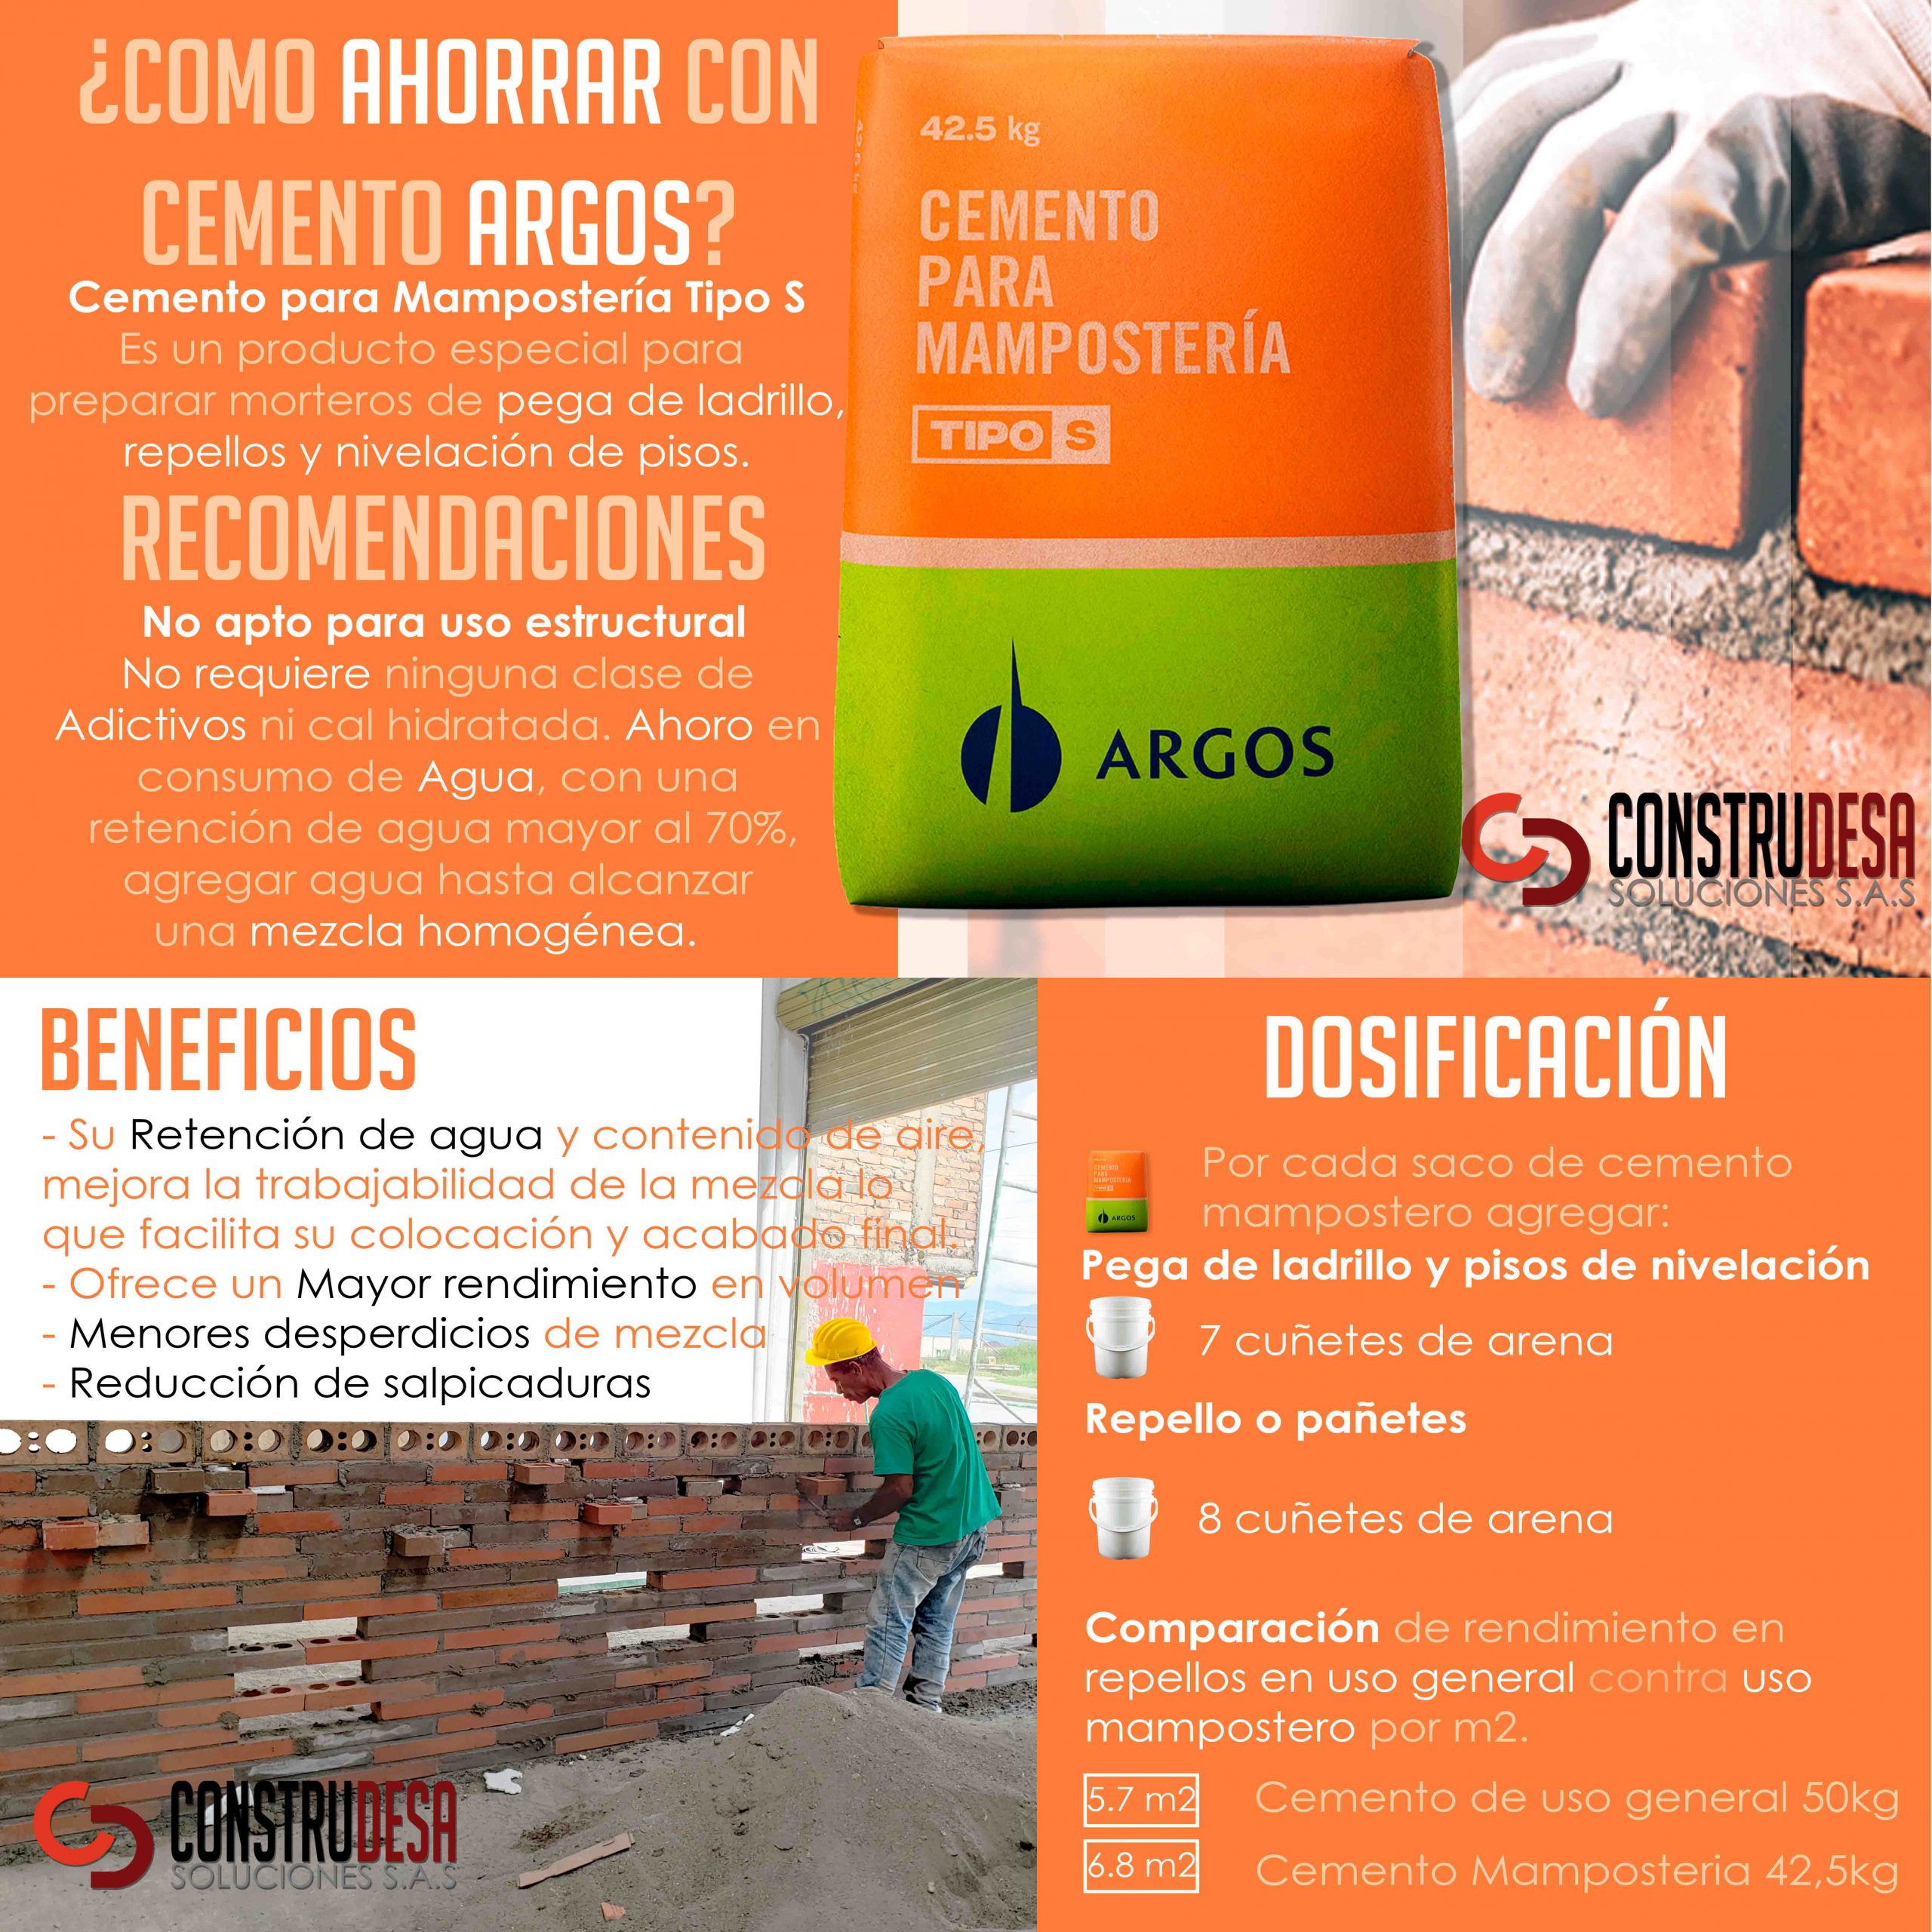 ¿COMO AHORRAR CON
CEMENTO ARGOS?
Cemento para Mampostería Tipo S
Es un producto especial para
preparar morteros de pega de ladrillo,
repellos y nivelación de pisos.
RECOMENDACIONES
No apto para uso estructural
No requiere ninguna clase de
Adictivos ni cal hidratada. Ahoro en
consumo de Agua, con una
retención de agua mayor al 70%,
agregar agua hasta alcanzar
una mezcla homogénea.
42.5 kg
42.5 kg
CEMENTO
PARA
MAMPOSTERÍA
TIPO S
ARGOS
CONSTRUDESA
SOLUCIONES S.A.S
BENEFICIOS
- Su Retención de agua y contenido de aire,
mejora la trabajabilidad de la mezcla lo
que facilita su colocación y acabado final.
- Ofrece un Mayor rendimiento en volumen
- Menores desperdicios de mezcla
- Reducción de salpicaduras
CONSTRUDESA
SOLUCIONES S.A.S
DOSIFICACIÓN
CEMENTO
PARA
MAMPOSTERÍA
TIPO S
ARGOS
Por cada saco de cemento
mampostero agregar:
Pega de ladrillo y pisos de nivelación
7 cuñetes de arena
Repello o pañetes
8 cuñetes de arena
Comparación de rendimiento en
repellos en uso general contra uso
mampostero por m2.
5.7 m2 Cemento de uso general 50kg
6.8 m2 Cemento Mamposteria 42,5kg